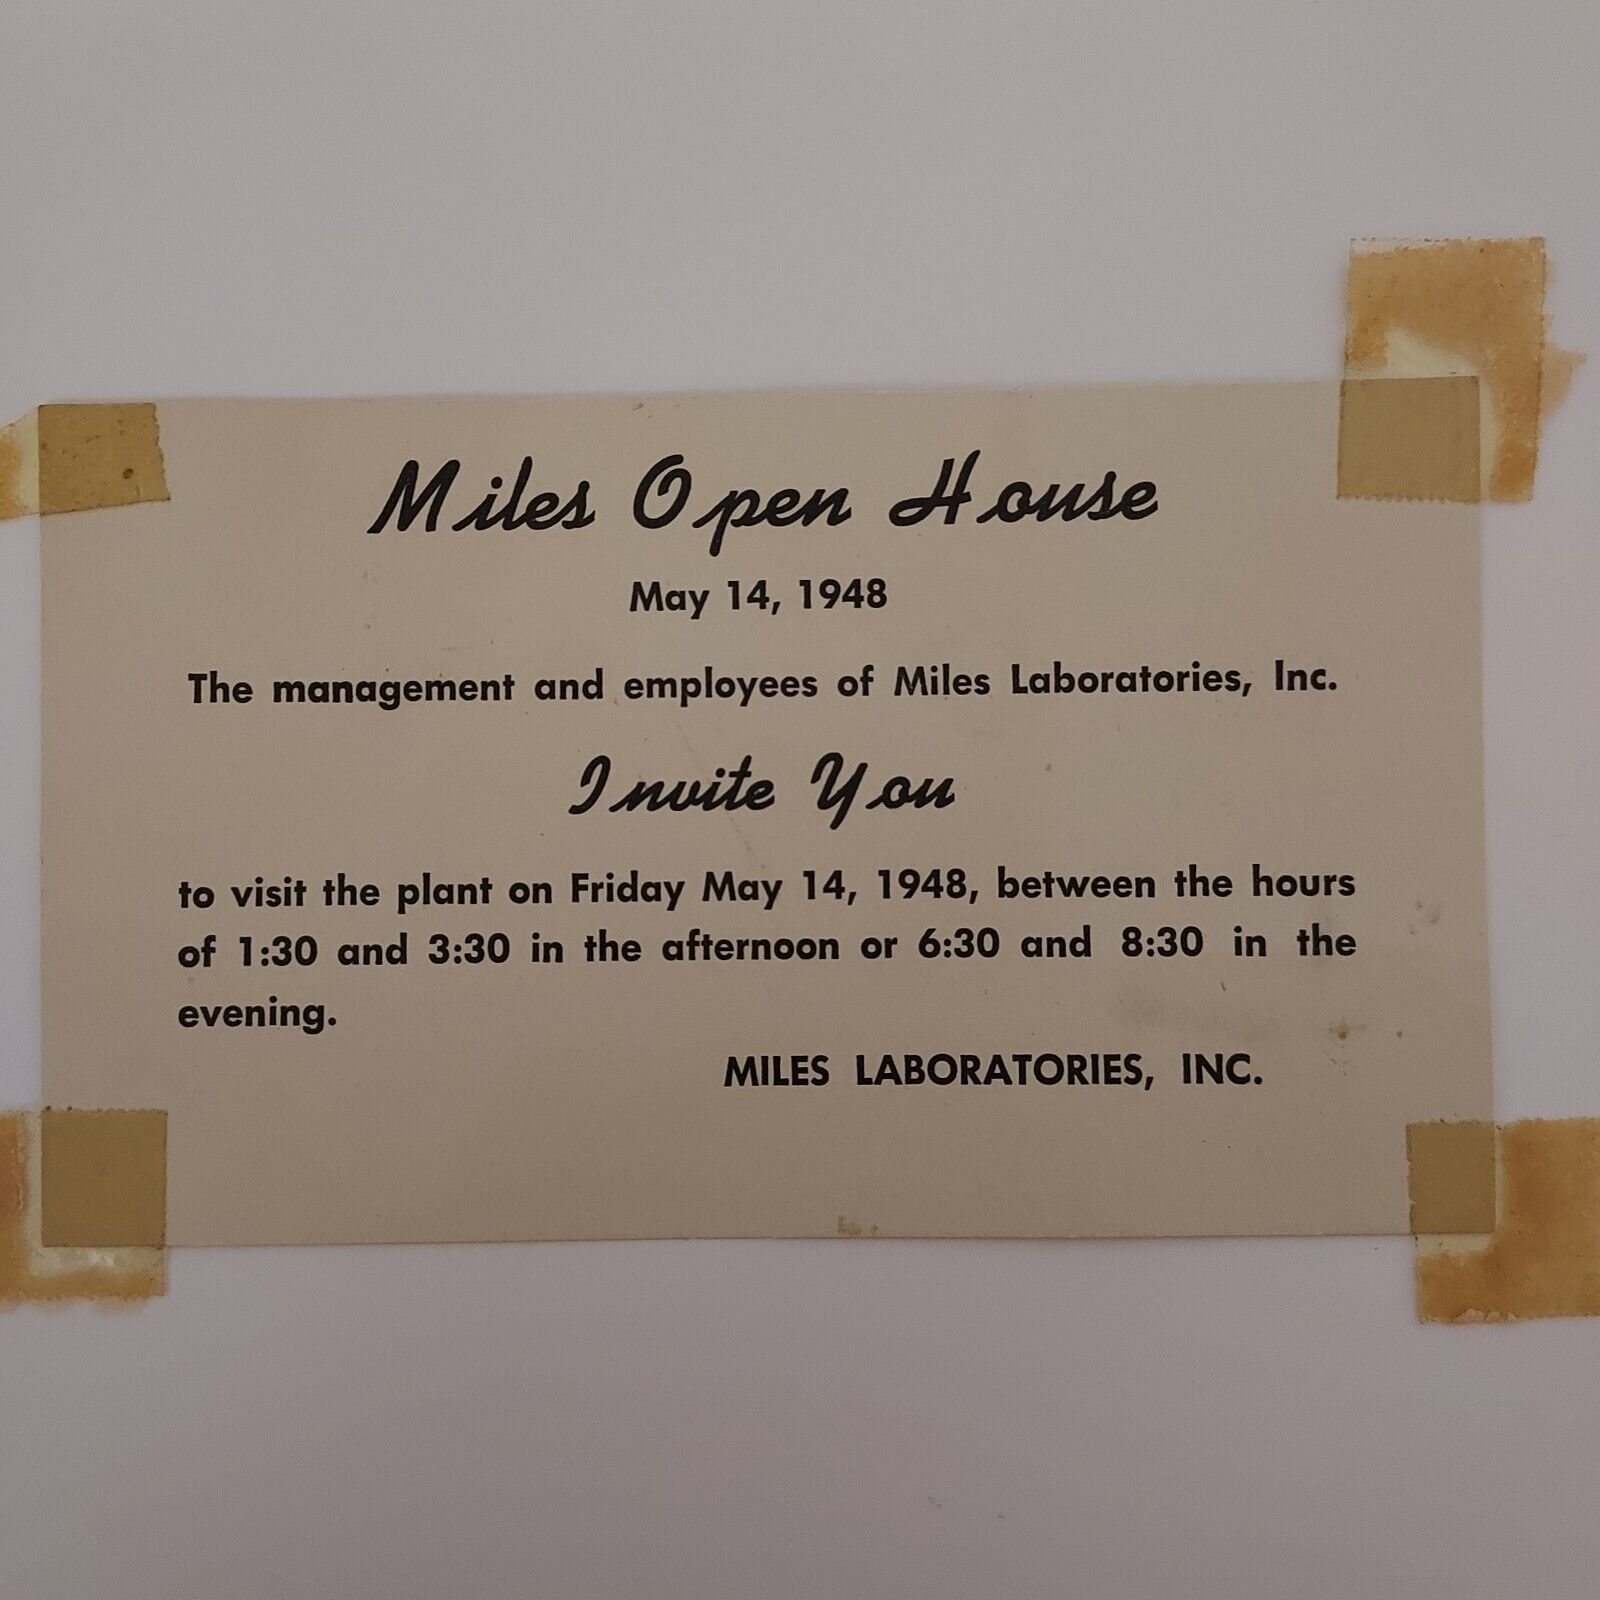 Miles Open House
May 14, 1948
The management and employees of Miles Laboratories, Inc.
Invite You
to visit the plant on Friday May 14, 1948, between the hours
of 1:30 and 3:30 in the afternoon or 6:30 and 8:30 in the
evening.
MILES LABORATORIES, INC.